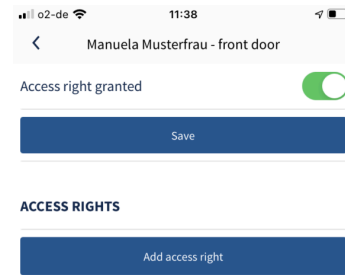 o2-de 11:38
Manuela Musterfrau - front door
Access right granted
Save
ACCESS RIGHTS
Add access right